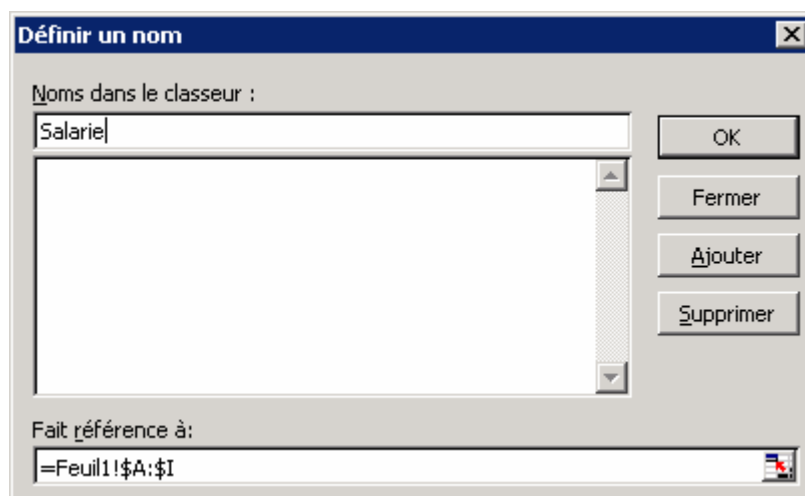 Définir un nom
Noms dans le classeur :
Salarie
OK
Fermer
Ajouter
Supprimer
Fait référence à:
=Feuil1!$A:$I